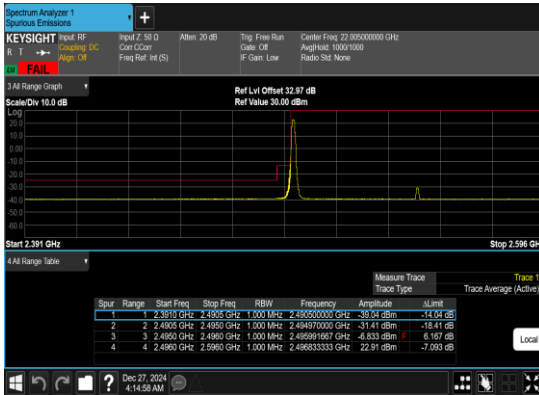 Spectrum Analyzer 1
Spurious Emissions
+
KEYSIGHT Input: RF Input Z: 50 Ω Atten: 20 dB Trig: Free Run Center Freq: 22.005000000 GHz
R T Coupling: DC Corr CCorr Gate: Off Avg|Hold: 1000/1000
Align: Off Freq Ref: Int (S) IF Gain: Low Radio Std: None
FAIL
3 All Range Graph
Ref Lvl Offset 32.97 dB
Scale/Div 10.0 dB Ref Value 30.00 dBm
Log
20.0
10.0
0.00
-10.0
-20.0
-30.0
-40.0
-50.0
-60.0
Start 2.391 GHz Stop 2.596 GH
4 All Range Table
Measure Trace Trace 1
Trace Type Trace Average (Active)
Spur Range Start Freq Stop Freq RBW Frequency Amplitude ΔLimit
1 1 2.3910 GHz 2.4905 GHz 1.000 MHz 2.490500000 GHz -39.04 dBm -14.04 dB
2 2 2.4905 GHz 2.4950 GHz 1.000 MHz 2.494970000 GHz -31.41 dBm -18.41 dB
3 3 2.4950 GHz 2.4960 GHz 1.000 MHz 2.495991667 GHz -6.833 dBm F 6.167 dB
4 4 2.4960 GHz 2.5960 GHz 1.000 MHz 2.496833333 GHz 22.91 dBm -7.093 dB
Local
? Dec 27, 2024
4:14:58 AM